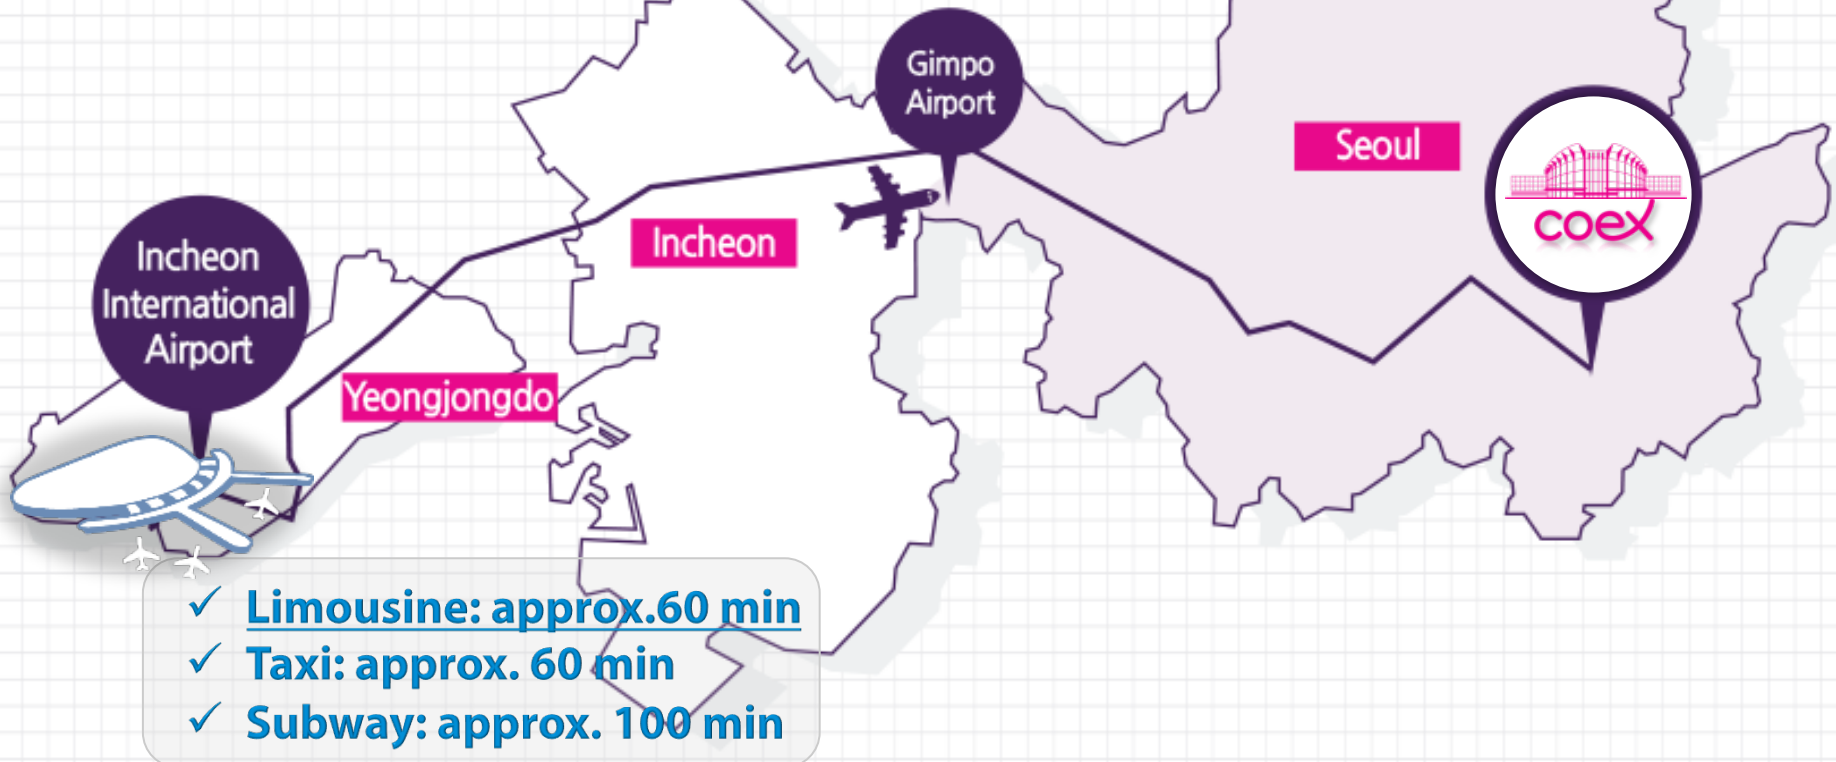 Gimpo
Airport
Seoul
coex
Incheon
Incheon
International
Airport
Yeongjongdo
✓ Limousine: approx.60 min
✓ Taxi: approx. 60 min
✓ Subway: approx. 100 min